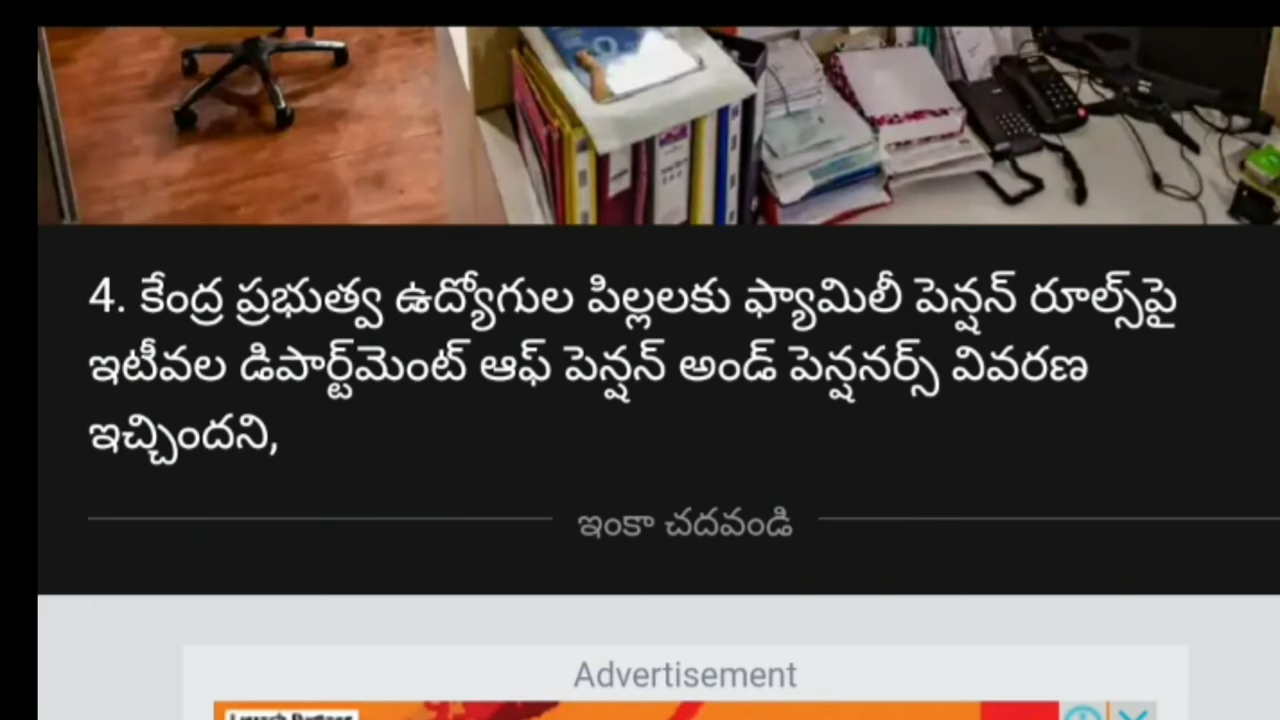 4. కేంద్ర ప్రభుత్వ ఉద్యోగుల పిల్లలకు ఫ్యామిలీ పెన్షన్ రూల్స్‌పై
ఇటీవల డిపార్ట్‌మెంట్ ఆఫ్ పెన్షన్ అండ్ పెన్షనర్స్ వివరణ
ఇచ్చిందని,
ఇంకా చదవండి
Advertisement